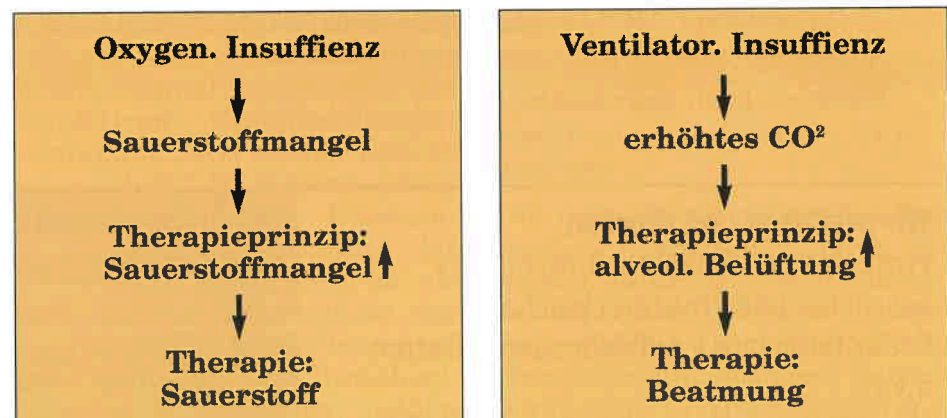 Oxygen. Insuffienz
Sauerstoffmangel
Therapieprinzip:
Sauerstoffmangel
Therapie:
Sauerstoff
Ventilator. Insuffienz
erhöhtes CO²
Therapieprinzip:
alveol. Belüftung
Therapie:
Beatmung